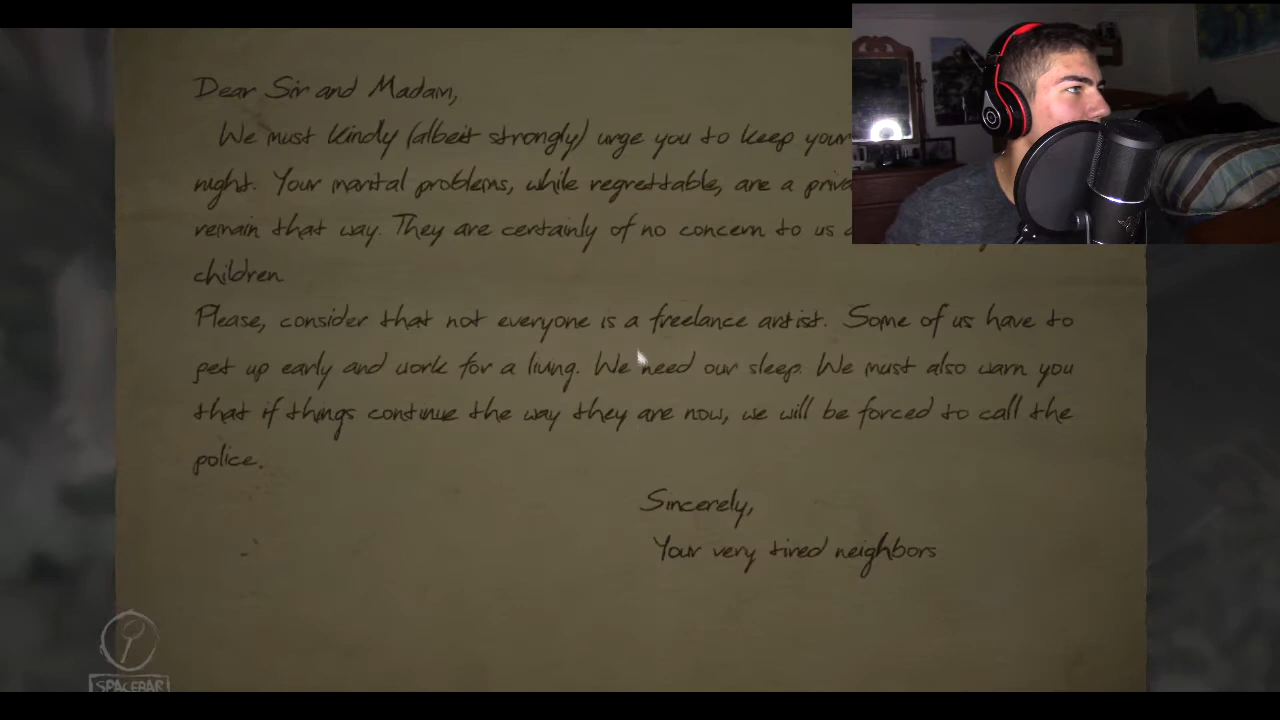 Dear Sir and Madam,
We must kindly (albeit strongly) urge you to keep your
night. Your marital problems, while regrettable, are a
remain that way. They are certainly of no concern to us
children
Please, consider that not everyone is a freelance artist. Some of us have to
get up early and work for a living. We need our sleep. We must also warn you
that if things continue the way they are now, we will be forced to call the
police.
Sincerely,
Your very tired neighbors
SPACEBAR